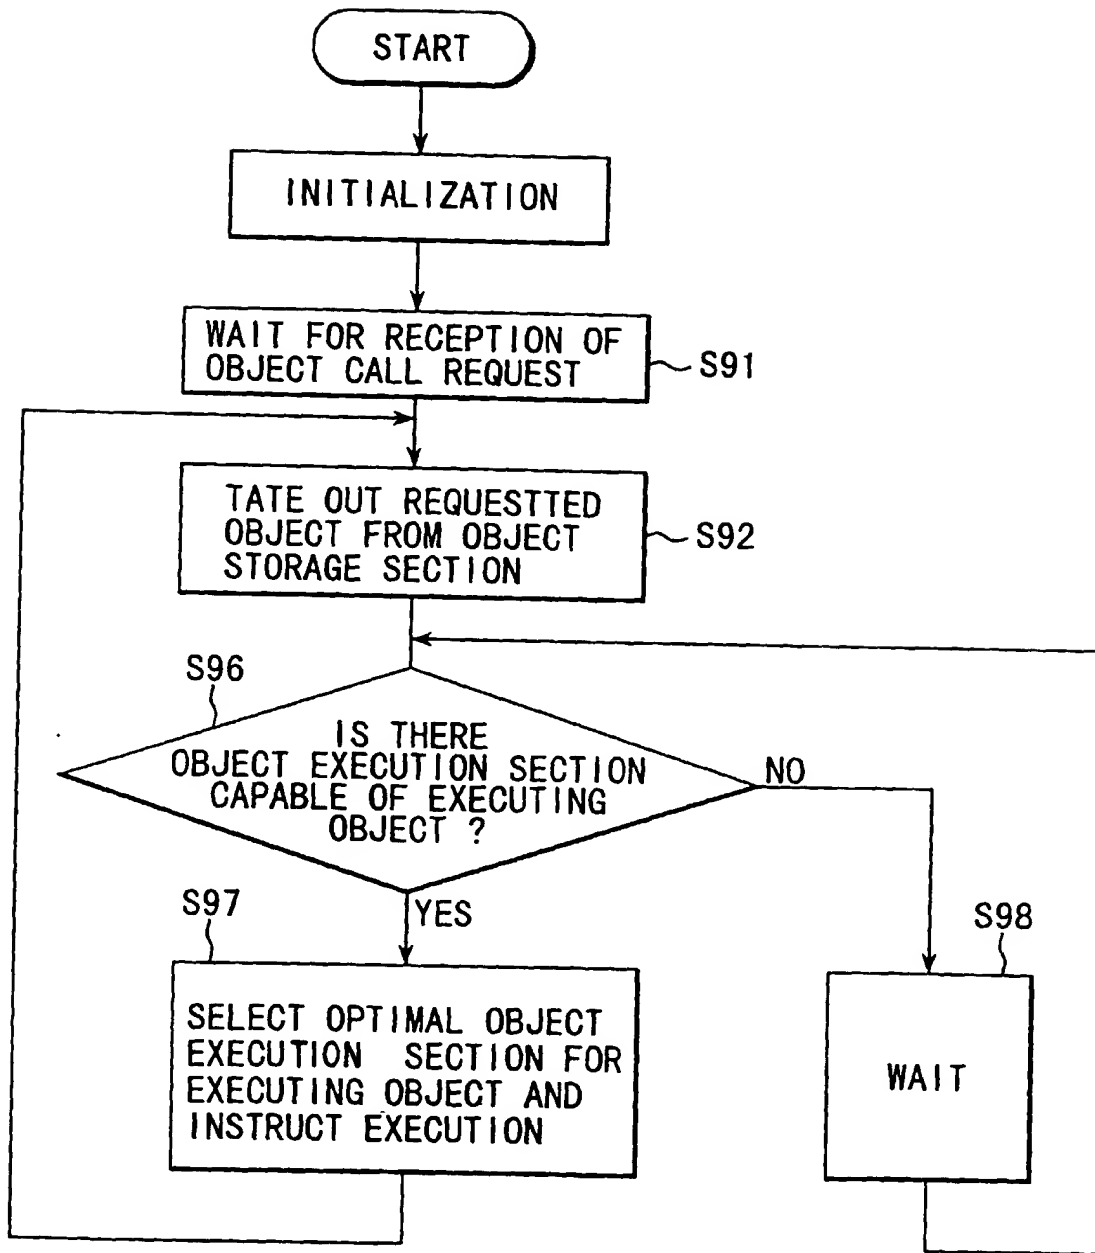 START
INITIALIZATION
WAIT FOR RECEPTION OF
OBJECT CALL REQUEST
S91
TATE OUT REQUESTTED
OBJECT FROM OBJECT
STORAGE SECTION
S92
S96
IS THERE
OBJECT EXECUTION SECTION
CAPABLE OF EXECUTING
OBJECT ?
NO
YES
S97
SELECT OPTIMAL OBJECT
EXECUTION SECTION FOR
EXECUTING OBJECT AND
INSTRUCT EXECUTION
S98
WAIT